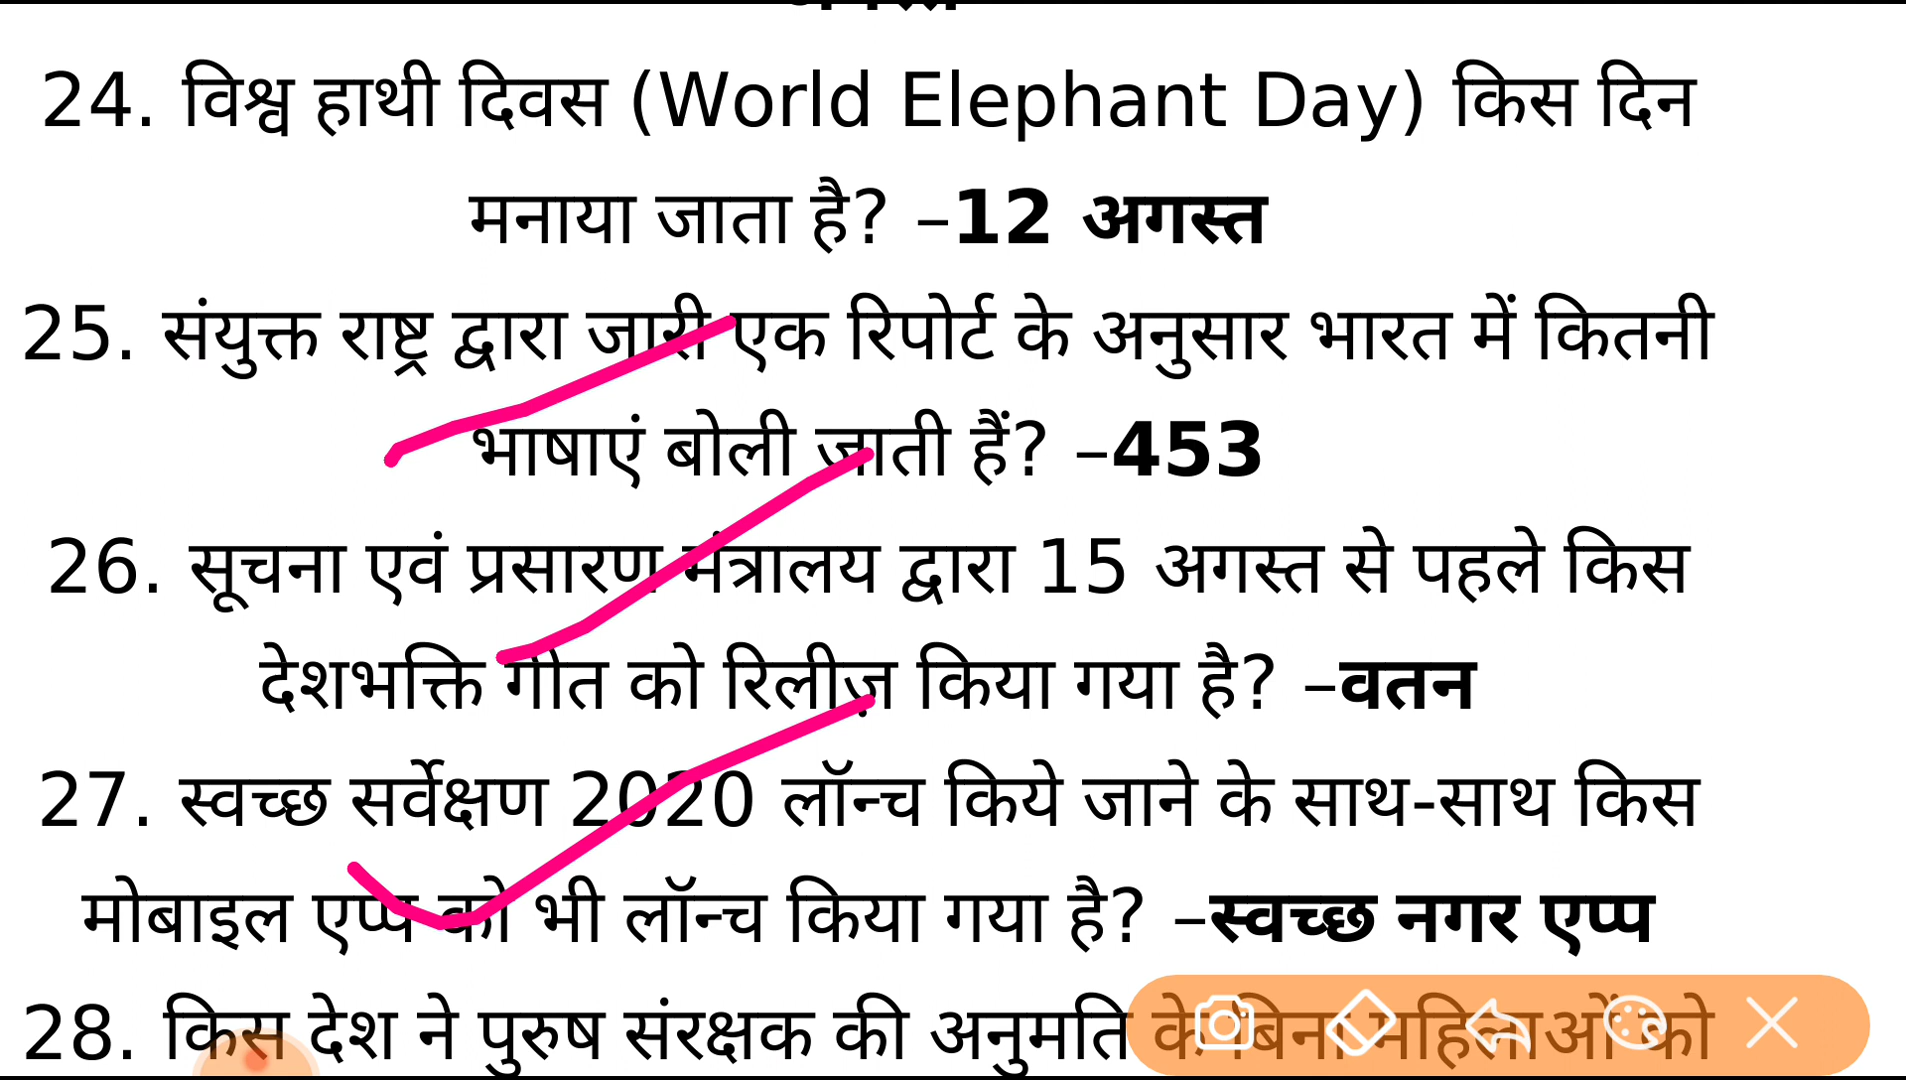 24. विश्व हाथी दिवस (World Elephant Day) किस दिन
मनाया जाता है? –12 अगस्त
25. संयुक्त राष्ट्र द्वारा जारी एक रिपोर्ट के अनुसार भारत में कितनी
भाषाएं बोली जाती हैं? –453
26. सूचना एवं प्रसारण मंत्रालय द्वारा 15 अगस्त से पहले किस
देशभक्ति गीत को रिलीज़ किया गया है? –वतन
27. स्वच्छ सर्वेक्षण 2020 लॉन्च किये जाने के साथ-साथ किस
मोबाइल एप्प को भी लॉन्च किया गया है? –स्वच्छ नगर एप्प
28. किस देश ने पुरुष संरक्षक की अनुमति के बिना महिलाओं को